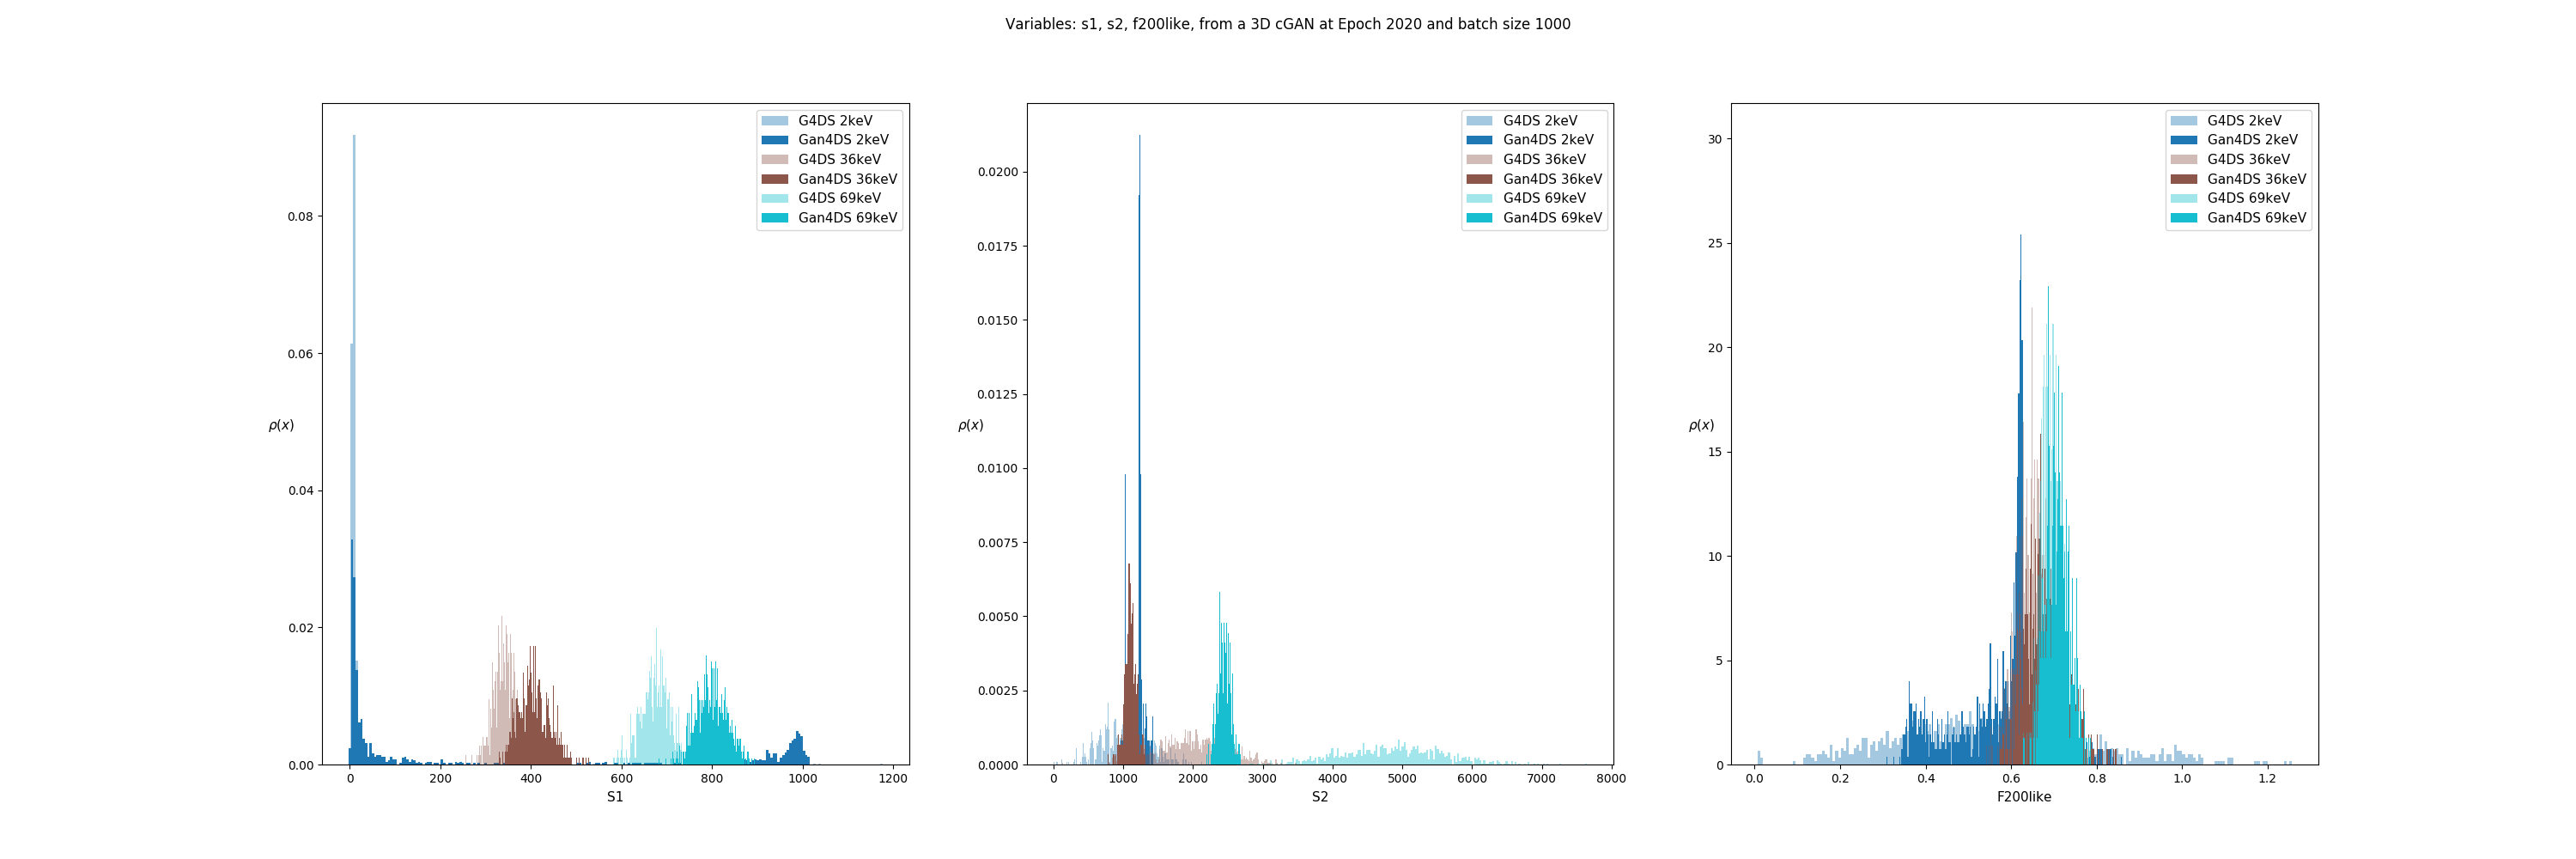 Variables: s1, s2, f200like, from a 3D cGAN at Epoch 2020 and batch size 1000
G4DS 2keV
Gan4DS 2keV
G4DS 36keV
Gan4DS 36keV
G4DS 69keV
Gan4DS 69keV
0.08
0.06
ρ(x)
0.04
0.02
0.00
0 200 400 600 800 1000 1200
S1
G4DS 2keV
Gan4DS 2keV
G4DS 36keV
Gan4DS 36keV
G4DS 69keV
Gan4DS 69keV
0.0200
0.0175
0.0150
0.0125
ρ(x)
0.0100
0.0075
0.0050
0.0025
0.0000
0 1000 2000 3000 4000 5000 6000 7000 8000
S2
G4DS 2keV
Gan4DS 2keV
G4DS 36keV
Gan4DS 36keV
G4DS 69keV
Gan4DS 69keV
30
25
20
ρ(x)
15
10
5
0
0.0 0.2 0.4 0.6 0.8 1.0 1.2
F200like